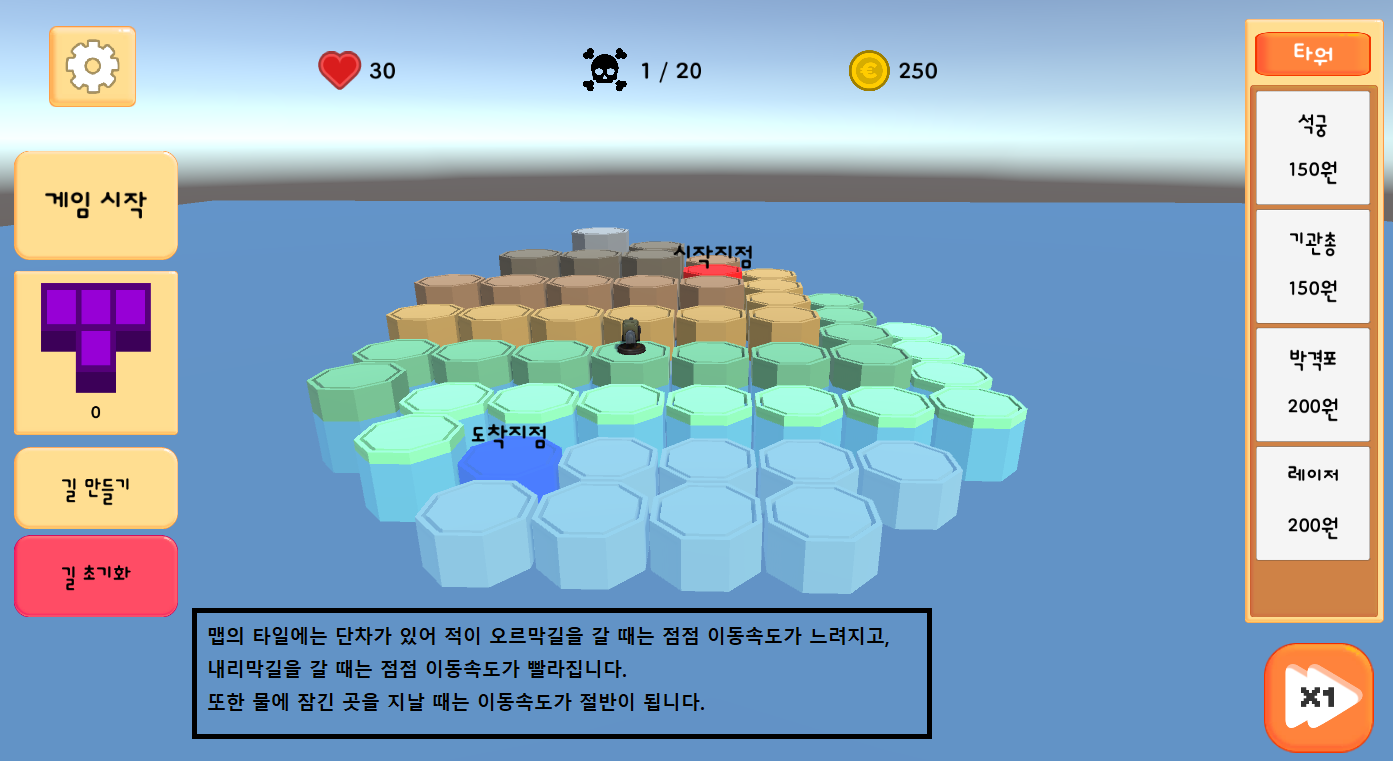 30
1 / 20
250
타워
게임 시작
석궁
150원
기관총
150원
박격포
200원
레이저
200원
시작지점
도착지점
0
길 만들기
길 초기화
맵의 타일에는 단차가 있어 적이 오르막길을 갈 때는 점점 이동속도가 느려지고,
내리막길을 갈 때는 점점 이동속도가 빨라집니다.
또한 물에 잠긴 곳을 지날 때는 이동속도가 절반이 됩니다.
X1